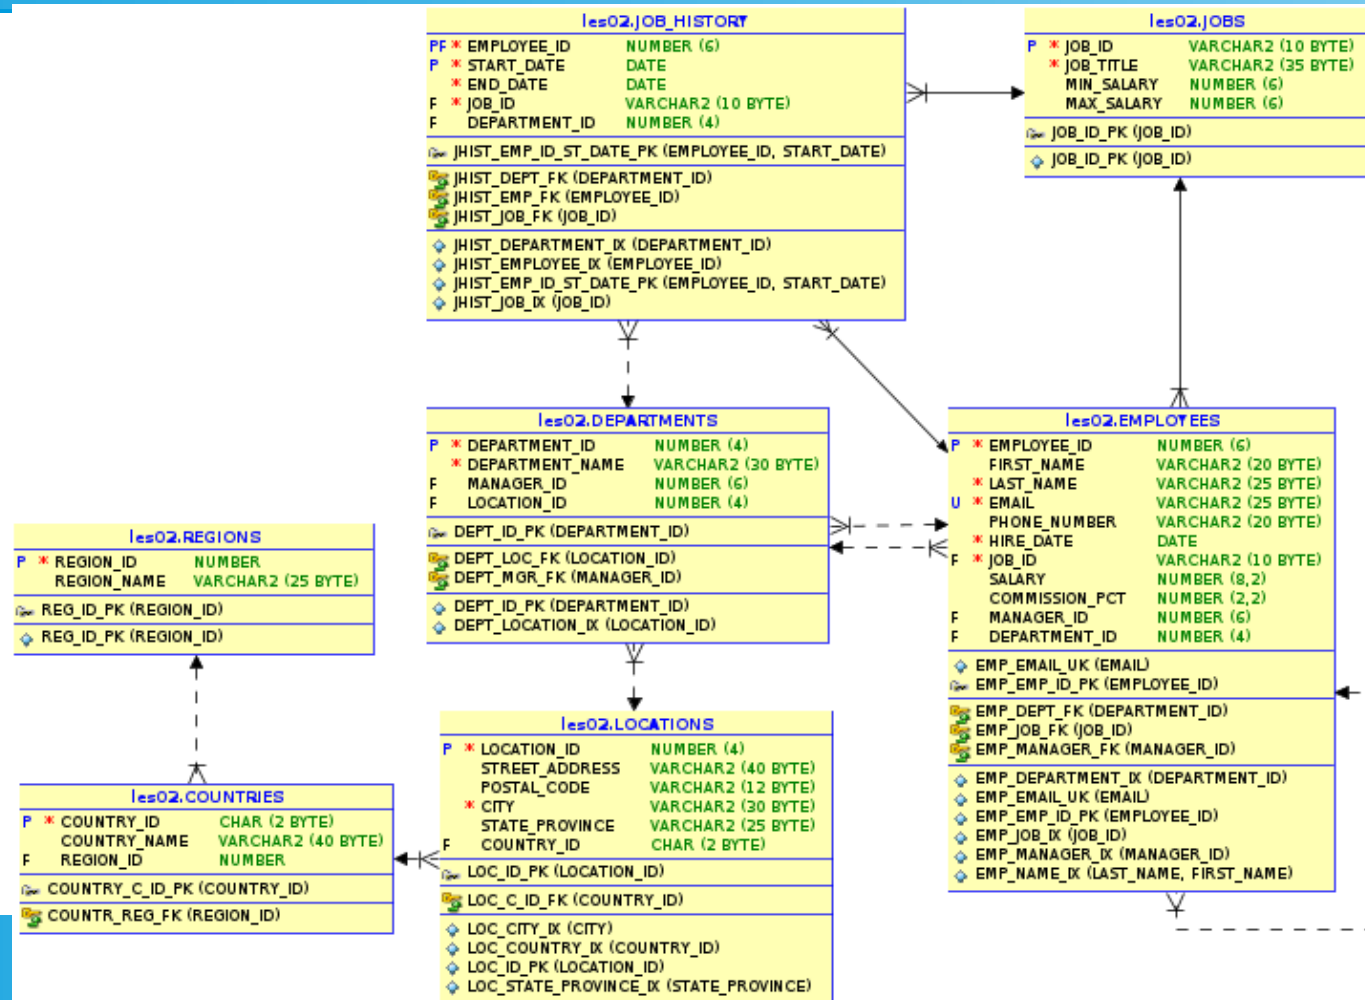 les02.JOB_HISTORY
PF * EMPLOYEE_ID NUMBER (6)
P * START_DATE DATE
* END_DATE DATE
F * JOB_ID VARCHAR2 (10 BYTE)
F DEPARTMENT_ID NUMBER (4)
JHIST_EMP_ID_ST_DATE_PK (EMPLOYEE_ID, START_DATE)
JHIST_DEPT_FK (DEPARTMENT_ID)
JHIST_EMP_FK (EMPLOYEE_ID)
JHIST_JOB_FK (JOB_ID)
JHIST_DEPARTMENT_IX (DEPARTMENT_ID)
JHIST_EMPLOYEE_IX (EMPLOYEE_ID)
JHIST_EMP_ID_ST_DATE_PK (EMPLOYEE_ID, START_DATE)
JHIST_JOB_IX (JOB_ID)
les02.JOBS
P * JOB_ID VARCHAR2 (10 BYTE)
* JOB_TITLE VARCHAR2 (35 BYTE)
MIN_SALARY NUMBER (6)
MAX_SALARY NUMBER (6)
JOB_ID_PK (JOB_ID)
JOB_ID_PK (JOB_ID)
les02.DEPARTMENTS
P * DEPARTMENT_ID NUMBER (4)
* DEPARTMENT_NAME VARCHAR2 (30 BYTE)
F MANAGER_ID NUMBER (6)
F LOCATION_ID NUMBER (4)
DEPT_ID_PK (DEPARTMENT_ID)
DEPT_LOC_FK (LOCATION_ID)
DEPT_MGR_FK (MANAGER_ID)
DEPT_ID_PK (DEPARTMENT_ID)
DEPT_LOCATION_IX (LOCATION_ID)
les02.EMPLOYEES
P * EMPLOYEE_ID NUMBER (6)
FIRST_NAME VARCHAR2 (20 BYTE)
* LAST_NAME VARCHAR2 (25 BYTE)
U * EMAIL VARCHAR2 (25 BYTE)
PHONE_NUMBER VARCHAR2 (20 BYTE)
* HIRE_DATE DATE
F * JOB_ID VARCHAR2 (10 BYTE)
SALARY NUMBER (8,2)
COMMISSION_PCT NUMBER (2,2)
F MANAGER_ID NUMBER (6)
F DEPARTMENT_ID NUMBER (4)
EMP_EMAIL_UK (EMAIL)
EMP_EMP_ID_PK (EMPLOYEE_ID)
EMP_DEPT_FK (DEPARTMENT_ID)
EMP_JOB_FK (JOB_ID)
EMP_MANAGER_FK (MANAGER_ID)
EMP_DEPARTMENT_IX (DEPARTMENT_ID)
EMP_EMAIL_UK (EMAIL)
EMP_EMP_ID_PK (EMPLOYEE_ID)
EMP_JOB_IX (JOB_ID)
EMP_MANAGER_IX (MANAGER_ID)
EMP_NAME_IX (LAST_NAME, FIRST_NAME)
les02.REGIONS
P * REGION_ID NUMBER
REGION_NAME VARCHAR2 (25 BYTE)
REG_ID_PK (REGION_ID)
REG_ID_PK (REGION_ID)
les02.COUNTRIES
P * COUNTRY_ID CHAR (2 BYTE)
COUNTRY_NAME VARCHAR2 (40 BYTE)
F REGION_ID NUMBER
COUNTRY_C_ID_PK (COUNTRY_ID)
COUNTR_REG_FK (REGION_ID)
les02.LOCATIONS
P * LOCATION_ID NUMBER (4)
STREET_ADDRESS VARCHAR2 (40 BYTE)
POSTAL_CODE VARCHAR2 (12 BYTE)
* CITY VARCHAR2 (30 BYTE)
STATE_PROVINCE VARCHAR2 (25 BYTE)
F COUNTRY_ID CHAR (2 BYTE)
LOC_ID_PK (LOCATION_ID)
LOC_C_ID_FK (COUNTRY_ID)
LOC_CITY_IX (CITY)
LOC_COUNTRY_IX (COUNTRY_ID)
LOC_ID_PK (LOCATION_ID)
LOC_STATE_PROVINCE_IX (STATE_PROVINCE)